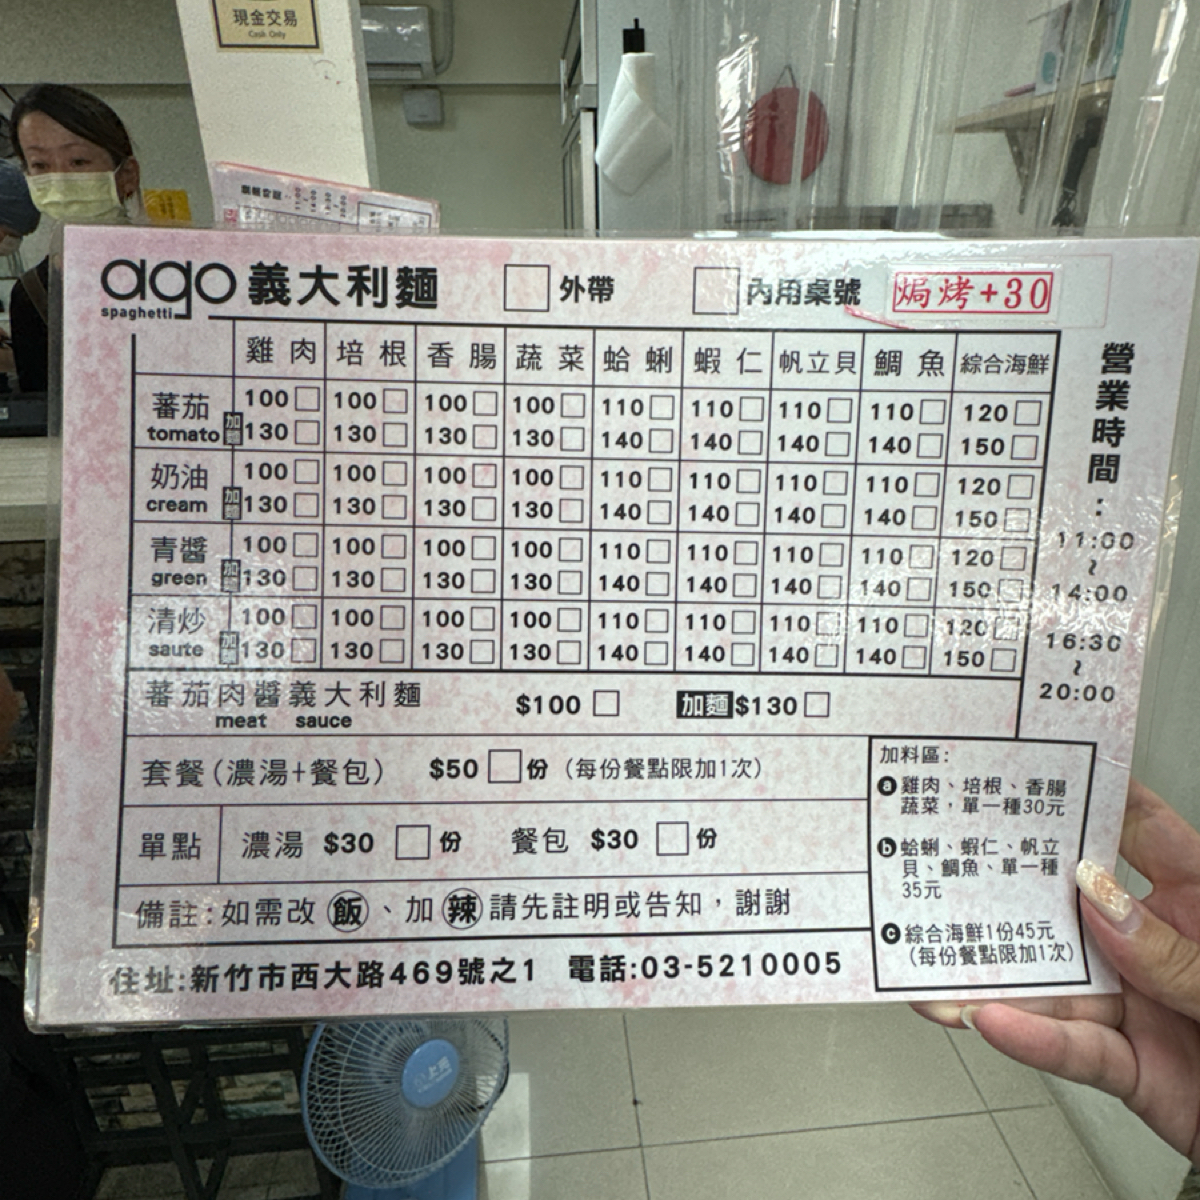 現金交易
Cash Only
ago 義大利麵
spaghetti
外帶
內用桌號
焗烤+30
雞肉 培根 香腸 蔬菜 蛤蜊 蝦仁 帆立貝 鯛魚 綜合海鮮
蕃茄 100 100 100 100 110 110 110 110 120
tomato 加麵 130 130 130 130 140 140 140 140 150
奶油 100 100 100 100 110 110 110 110 120
cream 加麵 130 130 130 130 140 140 140 140 150
青醬 100 100 100 100 110 110 110 110 120
green 加麵 130 130 130 130 140 140 140 140 150
清炒 100 100 100 100 110 110 110 110 120
saute 加麵 130 130 130 130 140 140 140 140 150
蕃茄肉醬義大利麵 $100 加麵 $130
meat sauce
套餐(濃湯+餐包) $50 份 (每份餐點限加1次)
單點 濃湯 $30 份 餐包 $30 份
備註:如需改飯、加辣請先註明或告知,謝謝
住址:新竹市西大路469號之1 電話:03-5210005
營業時間:
11:00
~
14:00
16:30
~
20:00
加料區:
a 雞肉、培根、香腸
蔬菜,單一種30元
b 蛤蜊、蝦仁、帆立
貝、鯛魚、單一種
35元
c 綜合海鮮1份45元
(每份餐點限加1次)